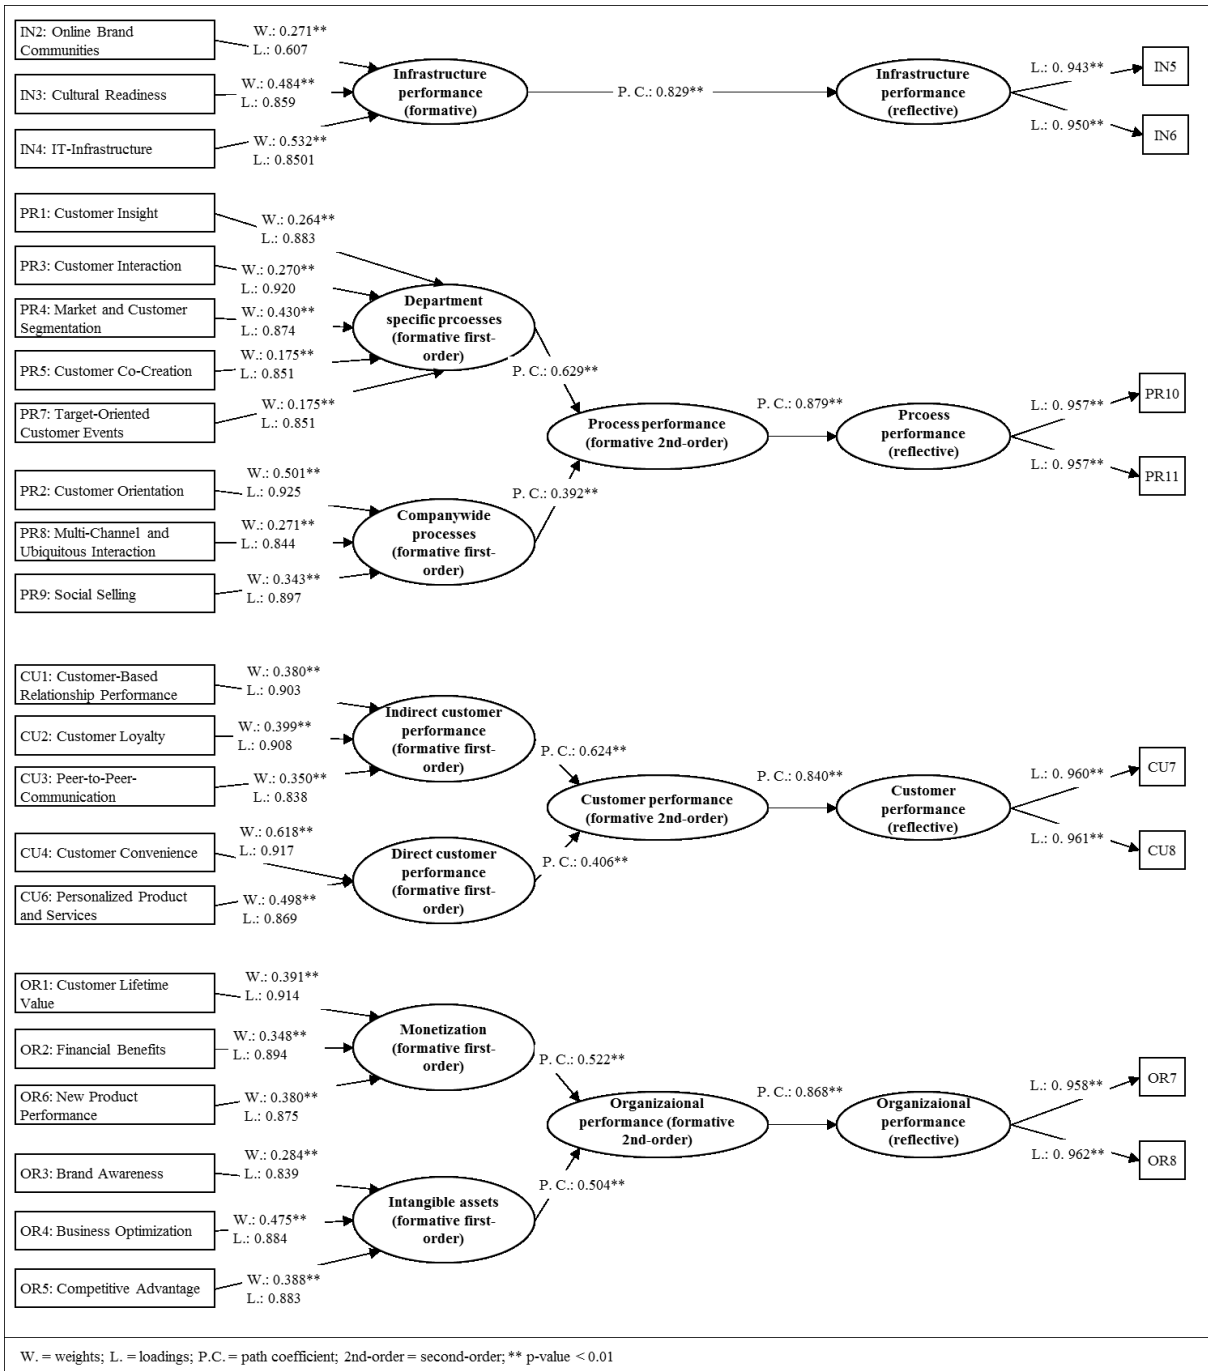 IN2: Online Brand
Communities
W.: 0.271**
L.: 0.607
IN3: Cultural Readiness
W.: 0.484**
L.: 0.859
IN4: IT-Infrastructure
W.: 0.532**
L.: 0.8501
Infrastructure
performance
(formative)
P. C.: 0.829**
Infrastructure
performance
(reflective)
L.: 0. 943**
IN5
L.: 0. 950**
IN6
PR1: Customer Insight
W.: 0.264**
L.: 0.883
PR3: Customer Interaction
W.: 0.270**
L.: 0.920
PR4: Market and Customer
Segmentation
W.: 0.430**
L.: 0.874
PR5: Customer Co-Creation
W.: 0.175**
L.: 0.851
PR7: Target-Oriented
Customer Events
W.: 0.175**
L.: 0.851
Department
specific prcoesses
(formative first-
order)
P. C.: 0.629**
PR2: Customer Orientation
W.: 0.501**
L.: 0.925
PR8: Multi-Channel and
Ubiquitous Interaction
W.: 0.271**
L.: 0.844
PR9: Social Selling
W.: 0.343**
L.: 0.897
Companywide
processes
(formative first-
order)
P. C.: 0.392**
Process performance
(formative 2nd-order)
P. C.: 0.879**
Prcoess
performance
(reflective)
L.: 0. 957**
PR10
L.: 0. 957**
PR11
CU1: Customer-Based
Relationship Performance
W.: 0.380**
L.: 0.903
CU2: Customer Loyalty
W.: 0.399**
L.: 0.908
CU3: Peer-to-Peer-
Communication
W.: 0.350**
L.: 0.838
Indirect customer
performance
(formative first-
order)
P. C.: 0.624**
CU4: Customer Convenience
W.: 0.618**
L.: 0.917
CU6: Personalized Product
and Services
W.: 0.498**
L.: 0.869
Direct customer
performance
(formative first-
order)
P. C.: 0.406**
Customer performance
(formative 2nd-order)
P. C.: 0.840**
Customer
performance
(reflective)
L.: 0. 960**
CU7
L.: 0. 961**
CU8
OR1: Customer Lifetime
Value
W.: 0.391**
L.: 0.914
OR2: Financial Benefits
W.: 0.348**
L.: 0.894
OR6: New Product
Performance
W.: 0.380**
L.: 0.875
Monetization
(formative first-
order)
P. C.: 0.522**
OR3: Brand Awareness
W.: 0.284**
L.: 0.839
OR4: Business Optimization
W.: 0.475**
L.: 0.884
OR5: Competitive Advantage
W.: 0.388**
L.: 0.883
Intangible assets
(formative first-
order)
P. C.: 0.504**
Organizaional
performance (formative
2nd-order)
P. C.: 0.868**
Organizaional
performance
(reflective)
L.: 0. 958**
OR7
L.: 0. 962**
OR8
W. = weights; L. = loadings; P.C. = path coefficient; 2nd-order = second-order; ** p-value < 0.01